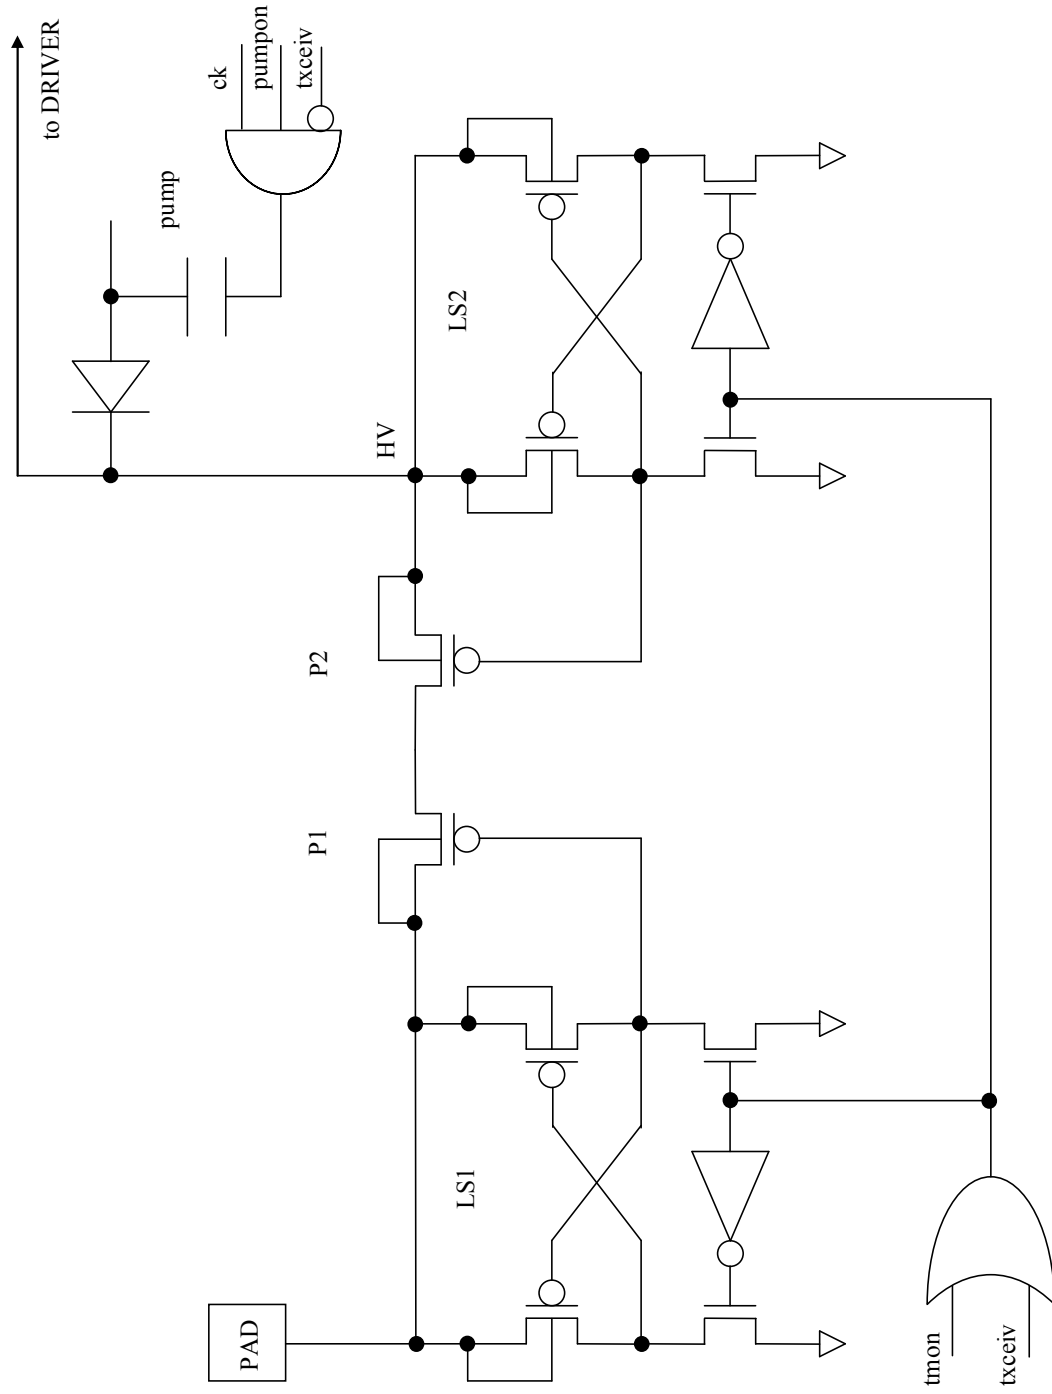 to DRIVER
ck
pumpon
txceiv
pump
HV
LS2
P2
P1
LS1
PAD
tmon
txceiv